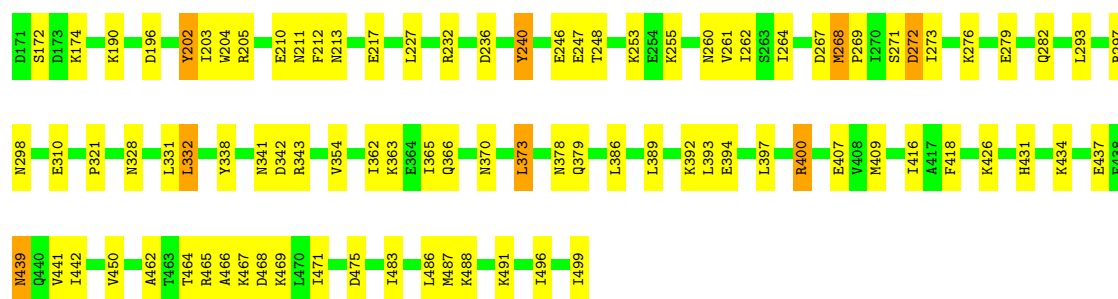 D171 S172 D173 K174 K190 D196 Y202 I203 W204 R205 E210 N211 F212 N213 E217 L227 R232 D236 Y240 E246 E247 T248 K253 E254 K255 N260 V261 I262 S263 I264 D267 M268 P269 I270 S271 D272 I273 K276 E279 Q282 L293
N298 E310 P321 N328 L331 L332 Y338 N341 D342 R343 V354 I362 K363 E364 I365 Q366 N370 L373 N378 Q379 L386 L389 K392 L393 E394 L397 R400 E407 V408 M409 I416 A417 F418 K426 H431 K434 E437
N439 Q440 V441 I442 V450 A462 T463 T464 R465 A466 K467 D468 K469 L470 I471 D475 I483 L486 M487 K488 K491 I496 I499